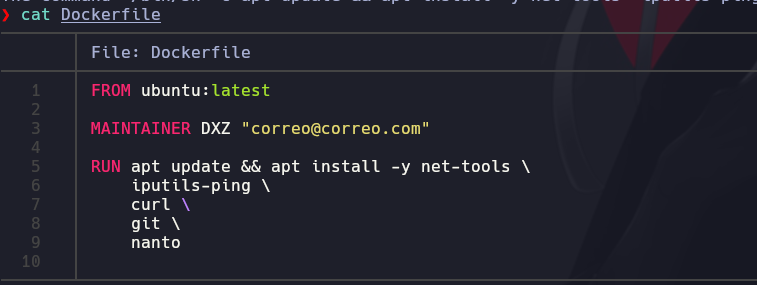 ❯ cat Dockerfile
File: Dockerfile
1 FROM ubuntu:latest
2
3 MAINTAINER DXZ "correo@correo.com"
4
5 RUN apt update && apt install -y net-tools \
6 iputils-ping \
7 curl \
8 git \
9 nanto
10